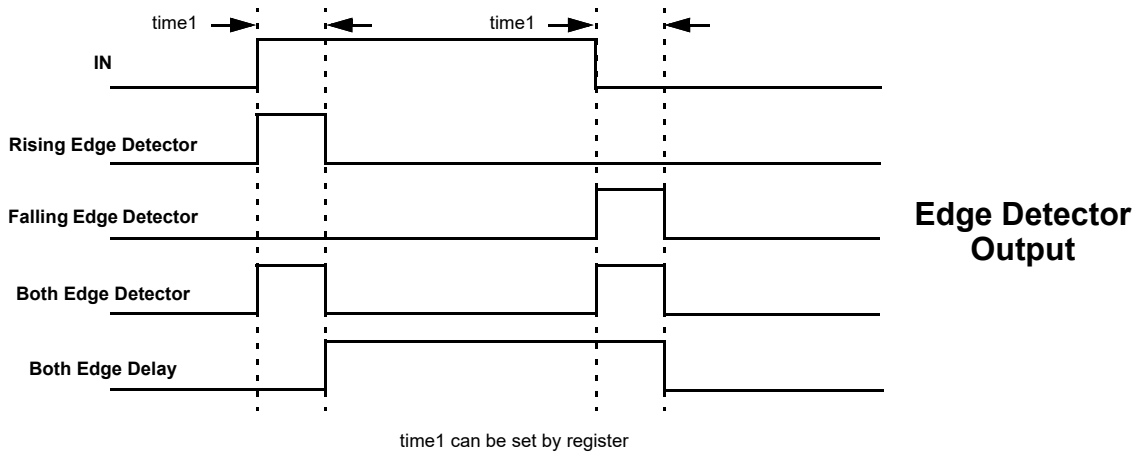 time1
time1
IN
Rising Edge Detector
Falling Edge Detector
Edge Detector
Output
Both Edge Detector
Both Edge Delay
time1 can be set by register